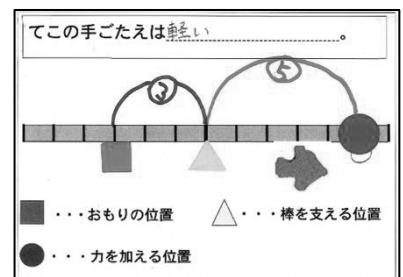 てこの手ごたえは軽い。
③ ⑤
・・・おもりの位置 ・・・棒を支える位置
・・・力を加える位置